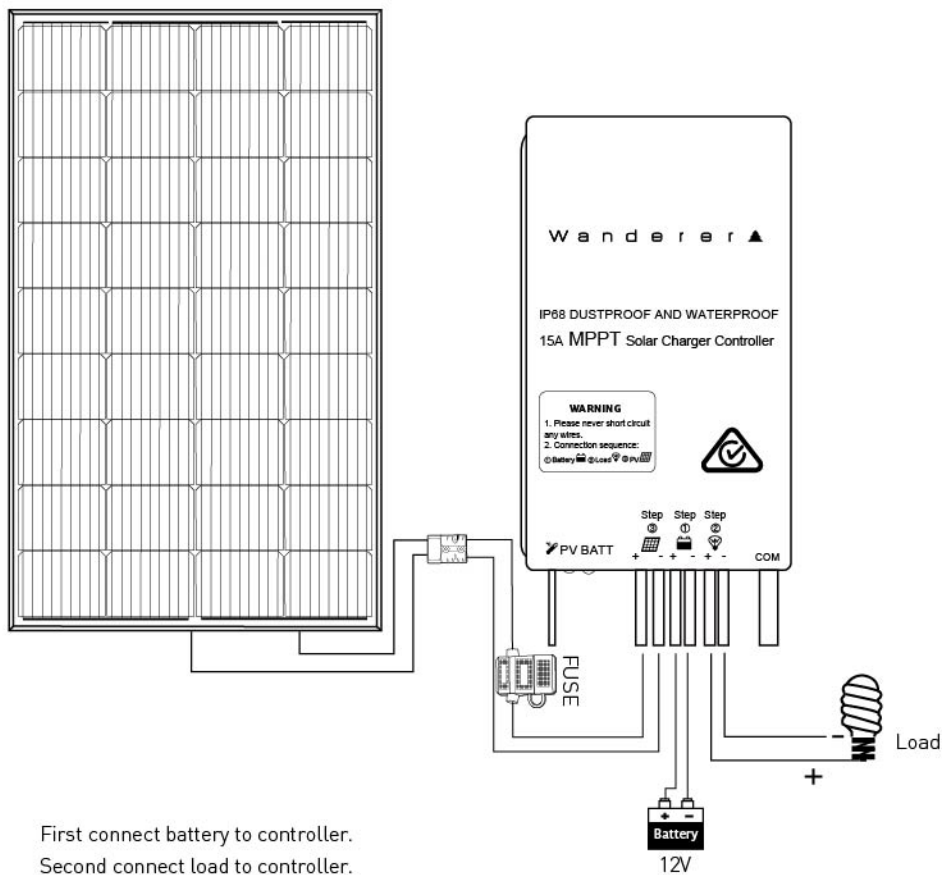 Wanderer
IP68 DUSTPROOF AND WATERPROOF
15A MPPT Solar Charger Controller
WARNING
1. Please never short circuit
any wires.
2. Connection sequence:
①Battery ②Load ③PV
Step Step Step
③ ① ②
+ - + - + -
PV BATT
COM
FUSE
- Load
+
+ -
Battery
12V
First connect battery to controller.
Second connect load to controller.